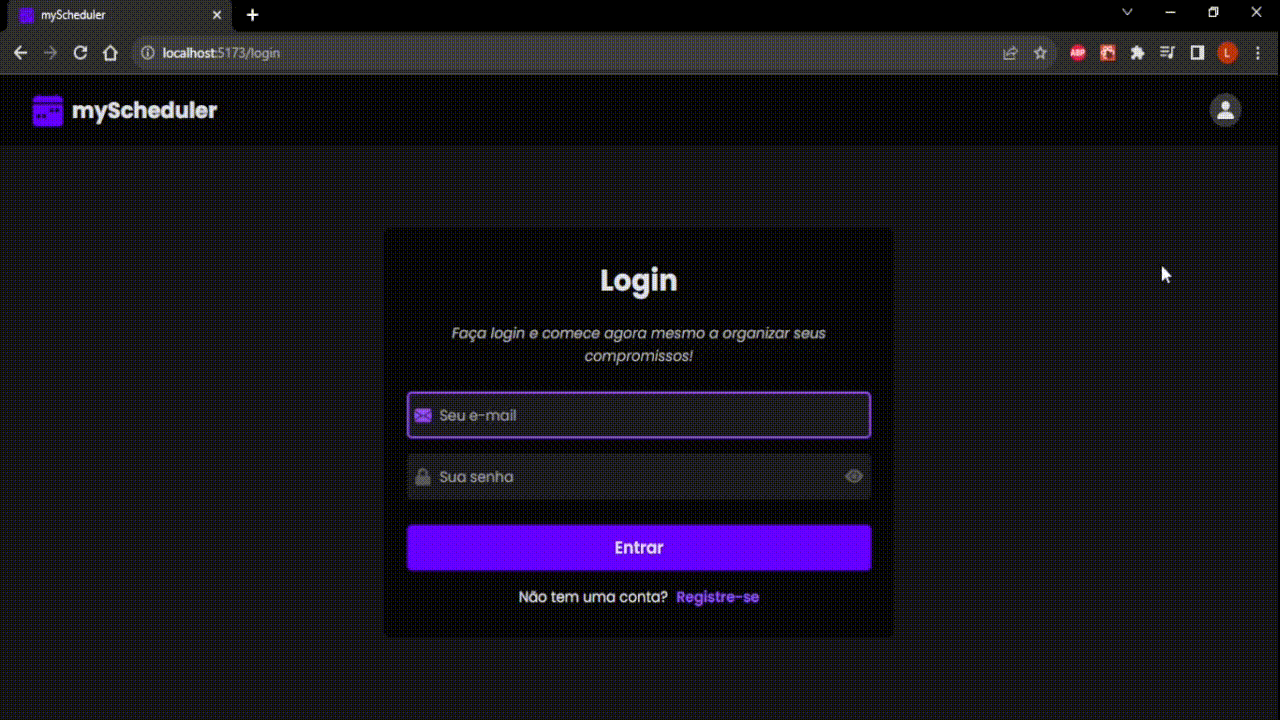 myScheduler
localhost:5173/login
ABP
L
myScheduler
Login
Faça login e comece agora mesmo a organizar seus
compromissos!
Seu e-mail
Sua senha
Entrar
Não tem uma conta? Registre-se